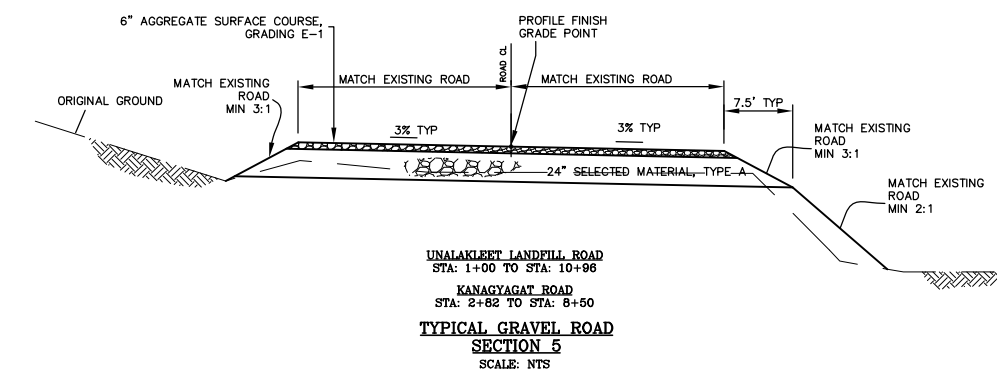 6" AGGREGATE SURFACE COURSE,
GRADING E-1
PROFILE FINISH
GRADE POINT
ROAD CL
MATCH EXISTING
ROAD
MIN 3:1
MATCH EXISTING ROAD
MATCH EXISTING ROAD
7.5' TYP
ORIGINAL GROUND
3% TYP
3% TYP
MATCH EXISTING
ROAD
MIN 3:1
24" SELECTED MATERIAL, TYPE A
MATCH EXISTING
ROAD
MIN 2:1
UNALAKLEET LANDFILL ROAD
STA: 1+00 TO STA: 10+96
KANAGYAGAT ROAD
STA: 2+82 TO STA: 8+50
TYPICAL GRAVEL ROAD
SECTION 5
SCALE: NTS